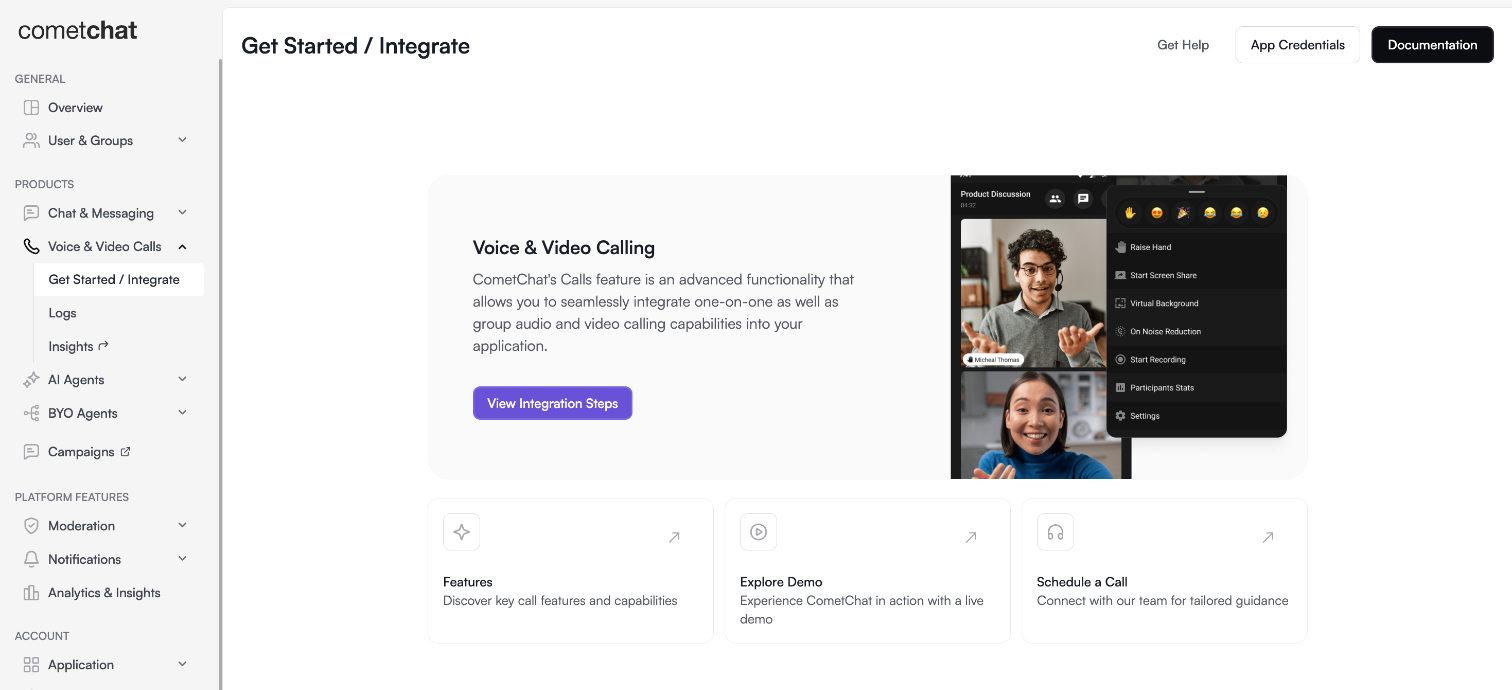 cometchat
GENERAL
Overview
User & Groups
PRODUCTS
Chat & Messaging
Voice & Video Calls
Get Started / Integrate
Logs
Insights
AI Agents
BYO Agents
Campaigns
PLATFORM FEATURES
Moderation
Notifications
Analytics & Insights
ACCOUNT
Application
Get Started / Integrate
Get Help
App Credentials
Documentation
Voice & Video Calling
CometChat's Calls feature is an advanced functionality that
allows you to seamlessly integrate one-on-one as well as
group audio and video calling capabilities into your
application.
View Integration Steps
Product Discussion
04:32
Micheal Thomas
Raise Hand
Start Screen Share
Virtual Background
On Noise Reduction
Start Recording
Participants Stats
Settings
Features
Discover key call features and capabilities
Explore Demo
Experience CometChat in action with a live
demo
Schedule a Call
Connect with our team for tailored guidance